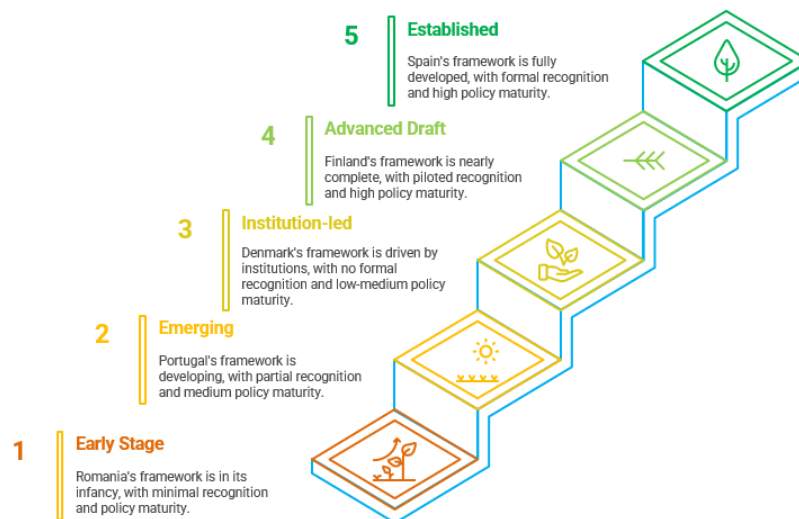 5
Established
Spain's framework is fully
developed, with formal recognition
and high policy maturity.
4
Advanced Draft
Finland's framework is nearly
complete, with piloted recognition
and high policy maturity.
3
Institution-led
Denmark's framework is driven by
institutions, with no formal
recognition and low-medium policy
maturity.
2
Emerging
Portugal's framework is
developing, with partial recognition
and medium policy maturity.
1
Early Stage
Romania's framework is in its
infancy, with minimal recognition
and policy maturity.